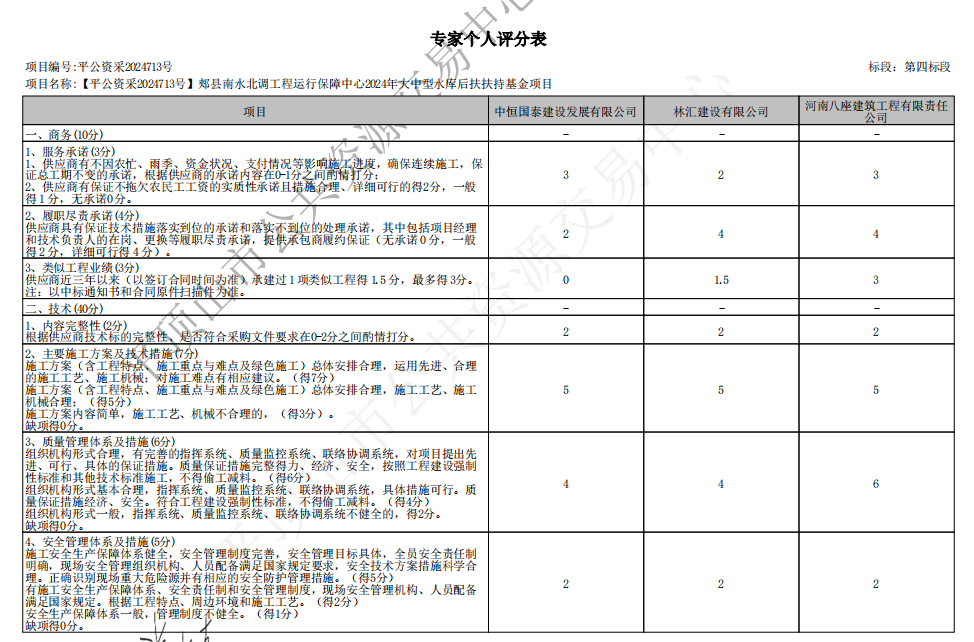 专家个人评分表
项目编号:平公资采2024713号
标段：第四标段
项目名称:【平公资采2024713号】郏县南水北调工程运行保障中心2024年大中型水库后扶扶持基金项目
项目 中恒国泰建设发展有限公司 林汇建设有限公司 河南八座建筑工程有限责任
公司
一、商务(10分) - - -
1、服务承诺(3分)
1、供应商有不因农忙、雨季、资金状况、支付情况等影响施工进度，确保连续施工，保
证总工期不变的承诺，根据供应商的承诺内容在0-1分之间酌情打分；
2、供应商有保证不拖欠农民工工资的实质性承诺且措施合理、详细可行的得2分，一般
得1分，无承诺0分。
3 2 3
2、履职尽责承诺(4分)
供应商具有保证技术措施落实到位的承诺和落实不到位的处理承诺，其中包括项目经理
和技术负责人的在岗、更换等履职尽责承诺，提供承包商履约保证（无承诺0分，一般
得2分，详细可行得4分）。
2 4 4
3、类似工程业绩(3分)
供应商近三年以来（以签订合同时间为准）承建过1项类似工程得1.5分，最多得3分。
注：以中标通知书和合同原件扫描件为准。
0 1.5 3
二、技术(40分) - - -
1、内容完整性(2分)
根据供应商技术标的完整性、是否符合采购文件要求在0-2分之间酌情打分。
2 2 2
2、主要施工方案及技术措施(7分)
施工方案（含工程特点、施工重点与难点及绿色施工）总体安排合理，运用先进、合理
的施工工艺、施工机械；对施工难点有相应建议。（得7分）
施工方案（含工程特点、施工重点与难点及绿色施工）总体安排合理，施工工艺、施工
机械合理；（得5分）
施工方案内容简单，施工工艺、机械不合理的，（得3分）。
缺项得0分。
5 5 5
3、质量管理体系及措施(6分)
组织机构形式合理，有完善的指挥系统、质量监控系统、联络协调系统，对项目提出先
进、可行、具体的保证措施。质量保证措施完整得力、经济、安全，按照工程建设强制
性标准和其他技术标准施工，不得偷工减料。（得6分）
组织机构形式基本合理，指挥系统、质量监控系统、联络协调系统，具体措施可行。质
量保证措施经济、安全。符合工程建设强制性标准，不得偷工减料。（得4分）
组织机构形式一般，指挥系统、质量监控系统、联络协调系统不健全的，得2分。
缺项得0分。
4 4 6
4、安全管理体系及措施(5分)
施工安全生产保障体系健全，安全管理制度完善，安全管理目标具体，全员安全责任制
明确，现场安全管理组织机构、人员配备满足国家规定要求，安全技术方案措施科学合
理。正确识别现场重大危险源并有相应的安全防护管理措施。（得5分）
有施工安全生产保障体系、安全责任制和安全管理制度，现场安全管理机构、人员配备
满足国家规定。根据工程特点、周边环境和施工工艺。（得2分）
安全生产保障体系一般，管理制度不健全。（得1分）
缺项得0分。
2 2 2
平顶山市公共资源交易中心
平顶山市公共资源交易中心